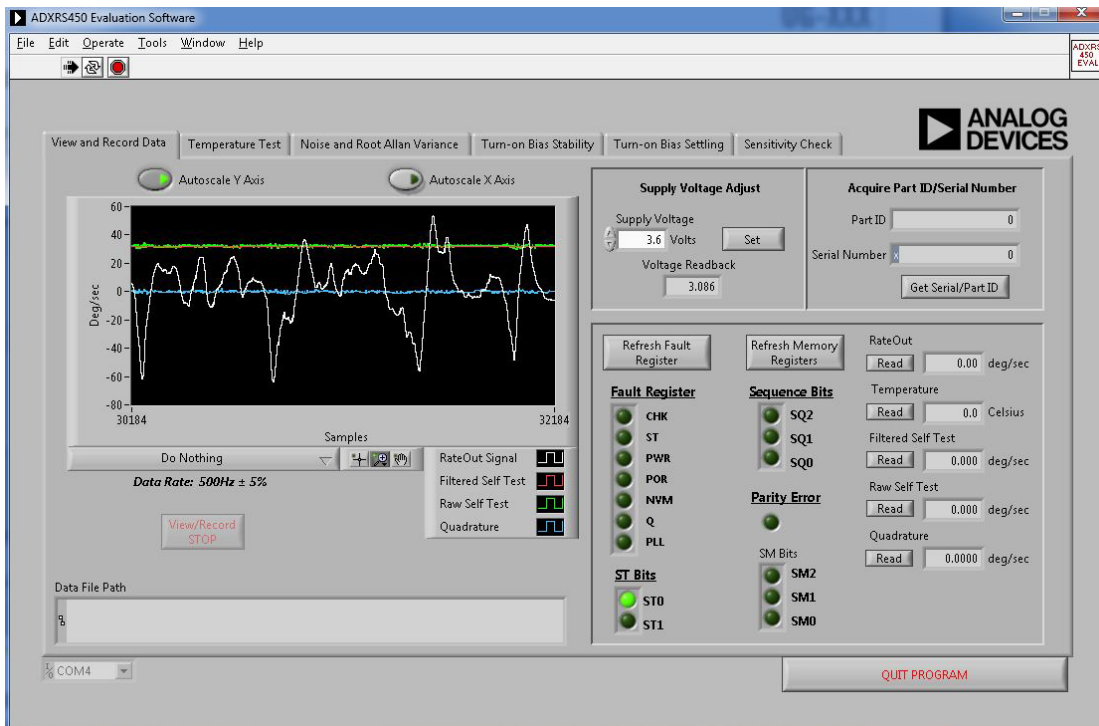 ADXRS450 Evaluation Software
File Edit Operate Tools Window Help
ADXRS
450
EVAL
ANALOG
DEVICES
View and Record Data Temperature Test Noise and Root Allan Variance Turn-on Bias Stability Turn-on Bias Settling Sensitivity Check
Autoscale Y Axis Autoscale X Axis
60
40
20
0
-20
-40
-60
-80
Deg/sec
30184 32184
Samples
Do Nothing
Data Rate: 500Hz ± 5%
RateOut Signal
Filtered Self Test
Raw Self Test
Quadrature
View/Record
STOP
Data File Path
COM4
Supply Voltage Adjust
Supply Voltage
3.6 Volts Set
Voltage Readback
3.086
Acquire Part ID/Serial Number
Part ID 0
Serial Number x 0
Get Serial/Part ID
Refresh Fault
Register
Refresh Memory
Registers
Fault Register
CHK
ST
PWR
POR
NVM
Q
PLL
ST Bits
ST0
ST1
Sequence Bits
SQ2
SQ1
SQ0
Parity Error
SM Bits
SM2
SM1
SM0
RateOut
Read 0.00 deg/sec
Temperature
Read 0.0 Celsius
Filtered Self Test
Read 0.000 deg/sec
Raw Self Test
Read 0.000 deg/sec
Quadrature
Read 0.0000 deg/sec
QUIT PROGRAM